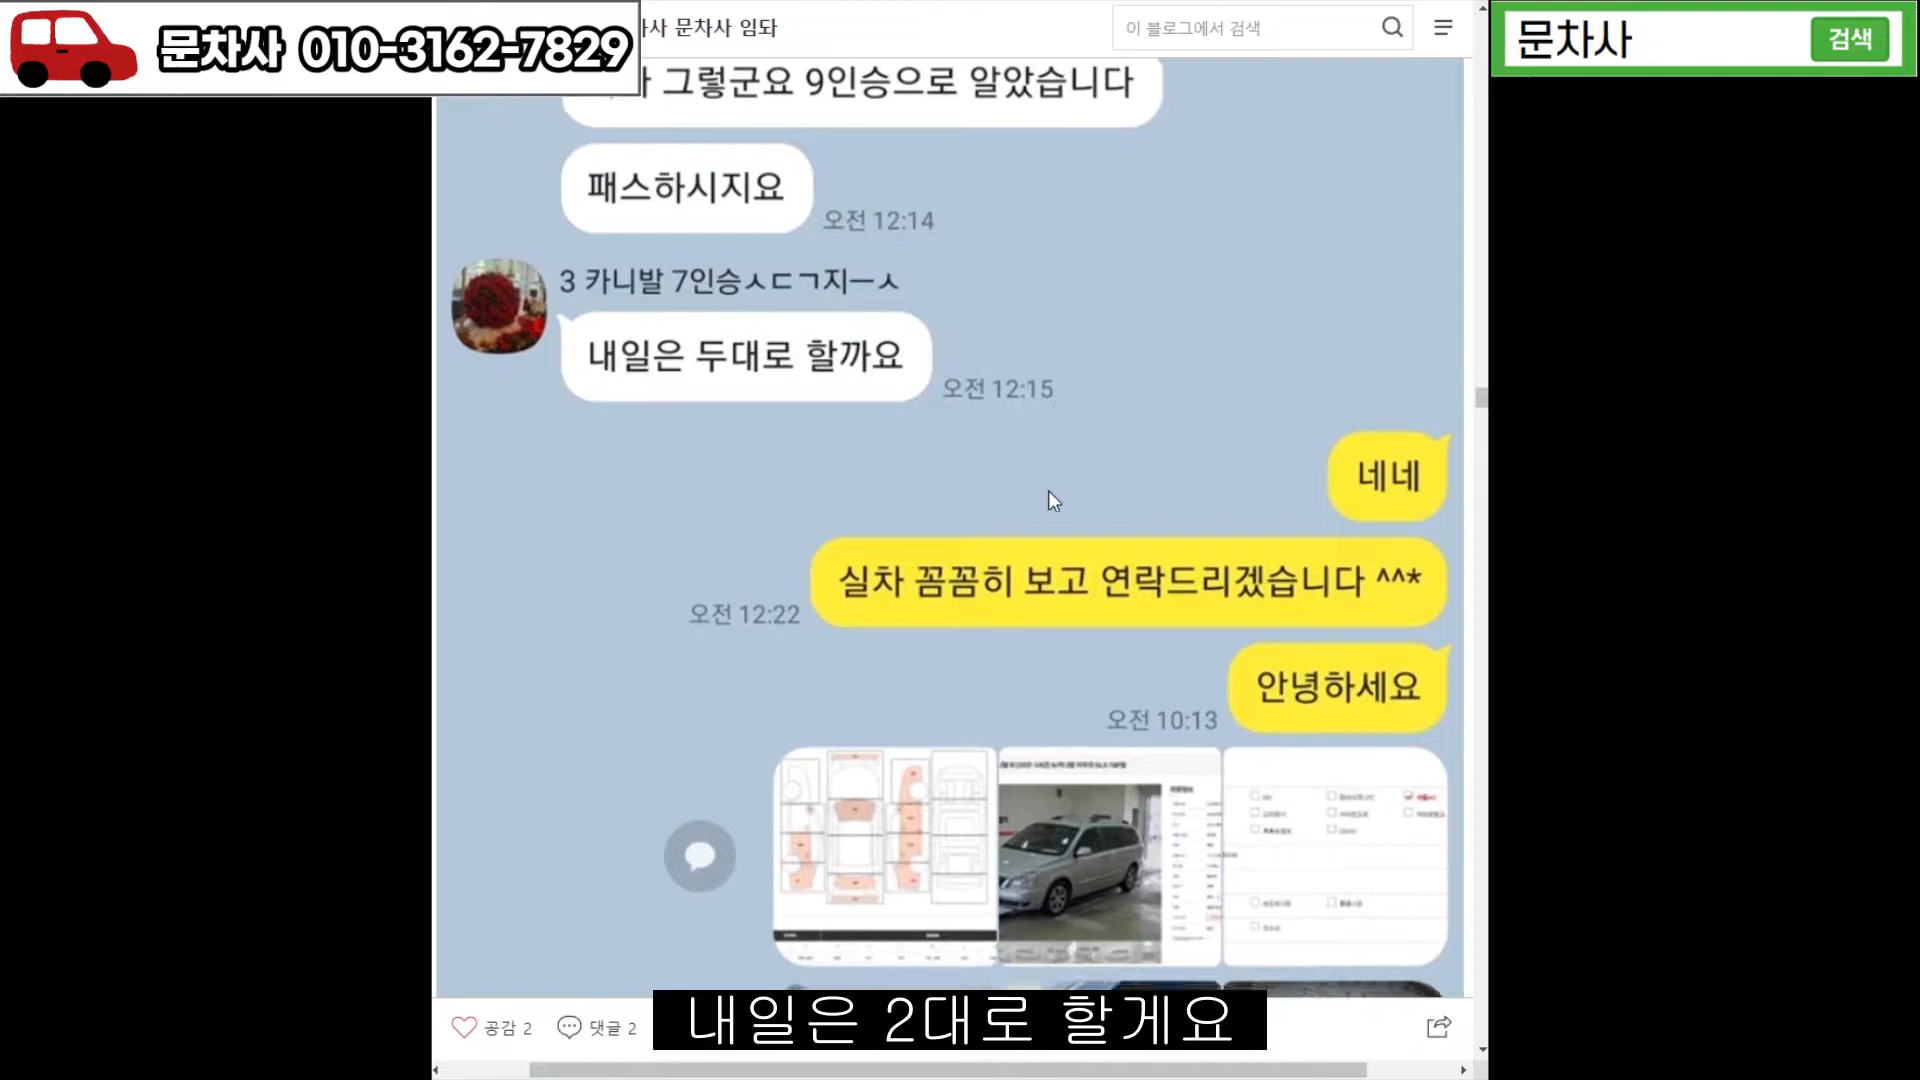 문차사 010-3162-7829
사 문차사 임돠
이 블로그에서 검색
문차사
검색
그렇군요 9인승으로 알았습니다
패스하시지요
오전 12:14
3 카니발 7인승ㅅㄷㄱ지ㅡㅅ
내일은 두대로 할까요
오전 12:15
네네
실차 꼼꼼히 보고 연락드리겠습니다 ^^*
오전 12:22
안녕하세요
오전 10:13
공감 2
댓글 2
내일은 2대로 할게요